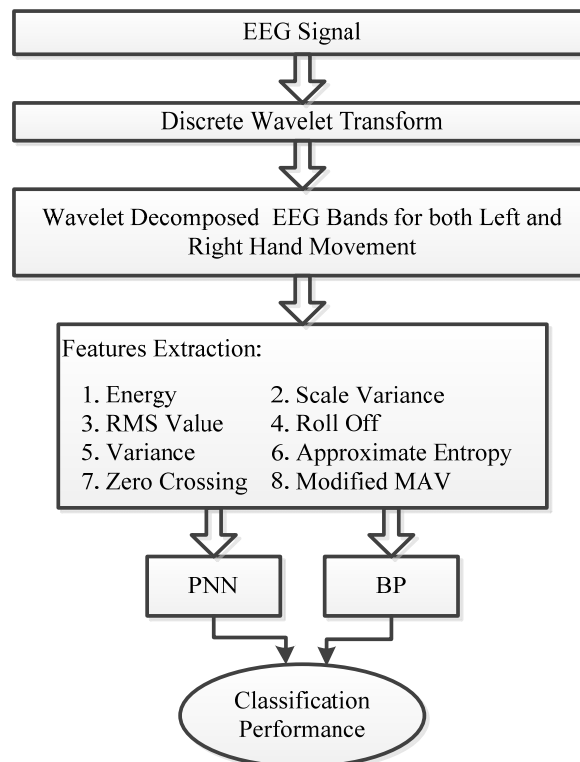 EEG Signal
Discrete Wavelet Transform
Wavelet Decomposed EEG Bands for both Left and
Right Hand Movement
Features Extraction:
1. Energy 2. Scale Variance
3. RMS Value 4. Roll Off
5. Variance 6. Approximate Entropy
7. Zero Crossing 8. Modified MAV
PNN BP
Classification
Performance